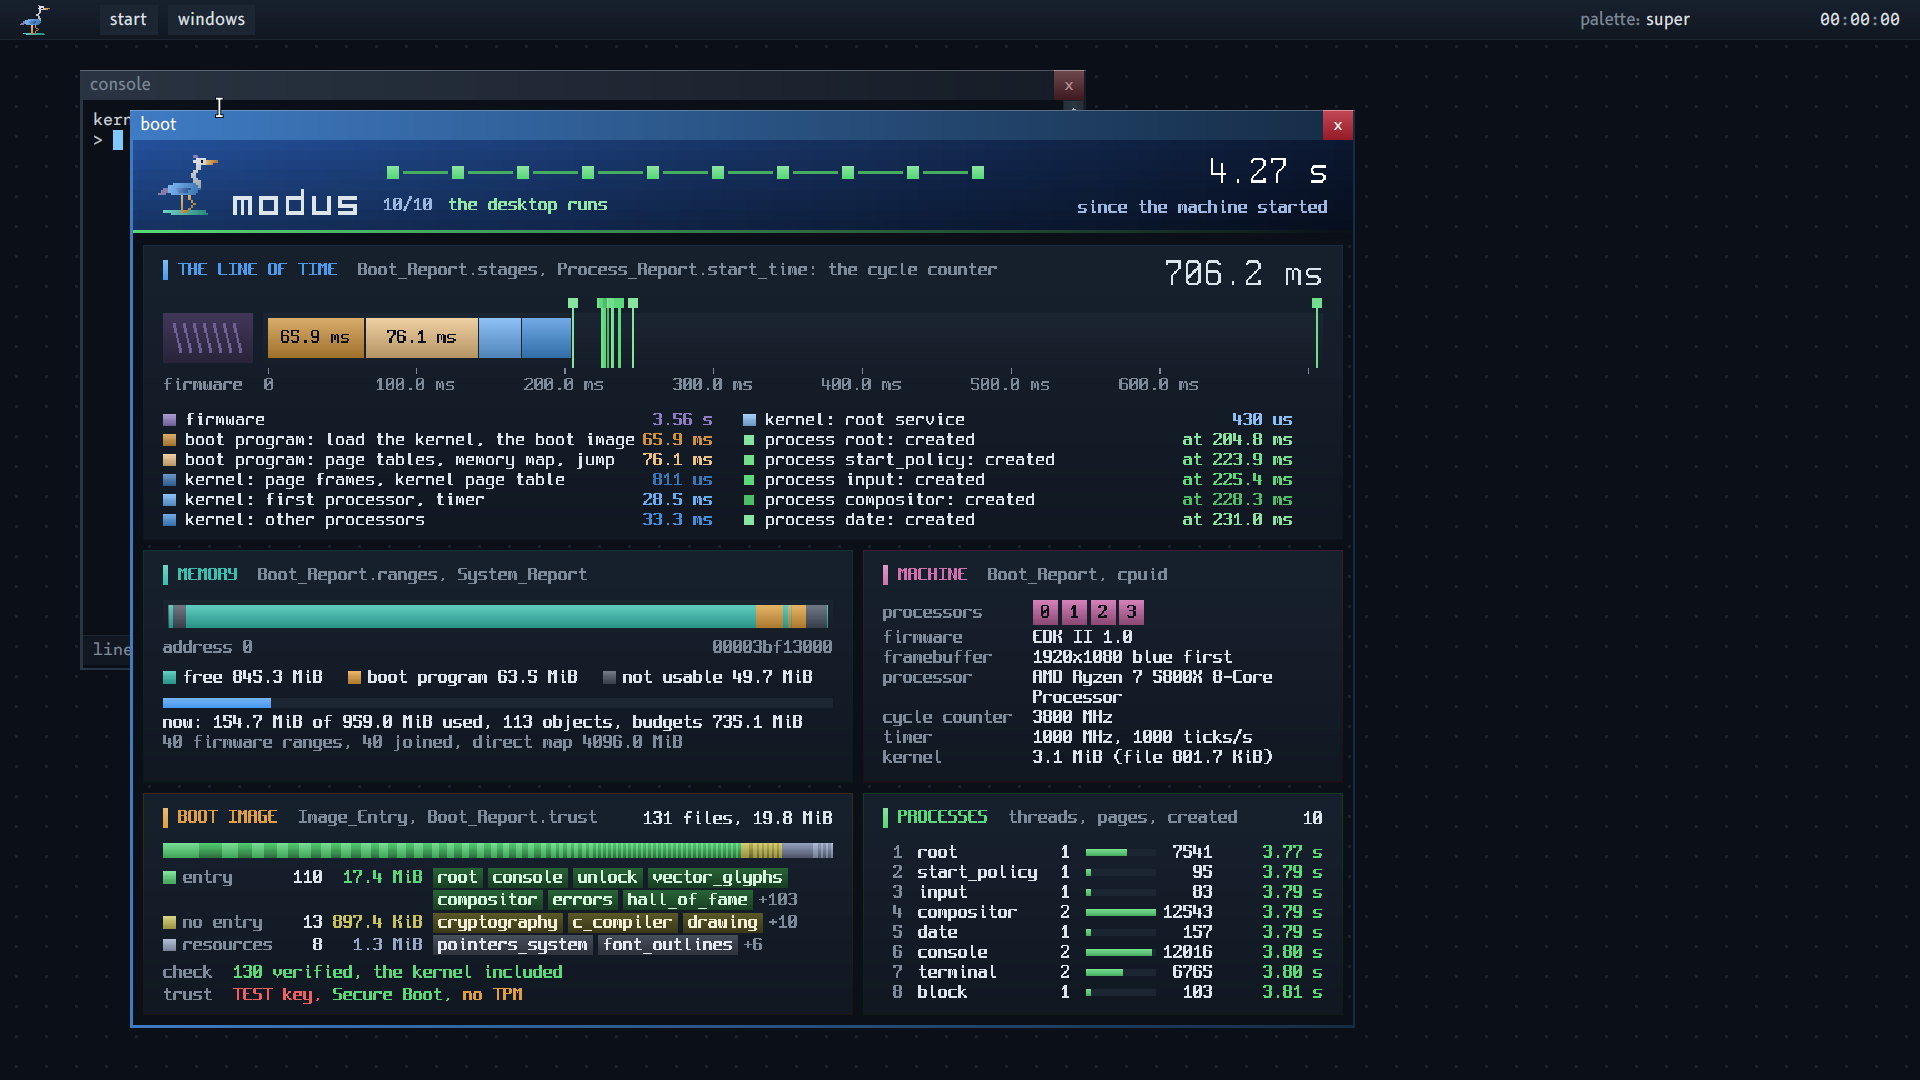 start windows palette: super 00:00:00
console x
kern
boot x
>
4.27 s
modus 10/10 the desktop runs since the machine started
THE LINE OF TIME Boot_Report.stages, Process_Report.start_time: the cycle counter 706.2 ms
65.9 ms 76.1 ms
firmware 0 100.0 ms 200.0 ms 300.0 ms 400.0 ms 500.0 ms 600.0 ms
firmware 3.56 s kernel: root service 430 us
boot program: load the kernel, the boot image 65.9 ms process root: created at 204.8 ms
boot program: page tables, memory map, jump 76.1 ms process start_policy: created at 223.9 ms
kernel: page frames, kernel page table 811 us process input: created at 225.4 ms
kernel: first processor, timer 28.5 ms process compositor: created at 228.3 ms
kernel: other processors 33.3 ms process date: created at 231.0 ms
MEMORY Boot_Report.ranges, System_Report
address 0 00003bf13000
free 845.3 MiB boot program 63.5 MiB not usable 49.7 MiB
now: 154.7 MiB of 959.0 MiB used, 113 objects, budgets 735.1 MiB
40 firmware ranges, 40 joined, direct map 4096.0 MiB
line
MACHINE Boot_Report, cpuid
processors 0 1 2 3
firmware EDK II 1.0
framebuffer 1920x1080 blue first
processor AMD Ryzen 7 5800X 8-Core
Processor
cycle counter 3800 MHz
timer 1000 MHz, 1000 ticks/s
kernel 3.1 MiB (file 801.7 KiB)
BOOT IMAGE Image_Entry, Boot_Report.trust 131 files, 19.8 MiB
entry 110 17.4 MiB root console unlock vector_glyphs
compositor errors hall_of_fame +103
no entry 13 897.4 KiB cryptography c_compiler drawing +10
resources 8 1.3 MiB pointers_system font_outlines +6
check 130 verified, the kernel included
trust TEST key, Secure Boot, no TPM
PROCESSES threads, pages, created 10
1 root 1 7541 3.77 s
2 start_policy 1 95 3.79 s
3 input 1 83 3.79 s
4 compositor 2 12543 3.79 s
5 date 1 157 3.79 s
6 console 2 12016 3.80 s
7 terminal 2 6765 3.80 s
8 block 1 103 3.81 s